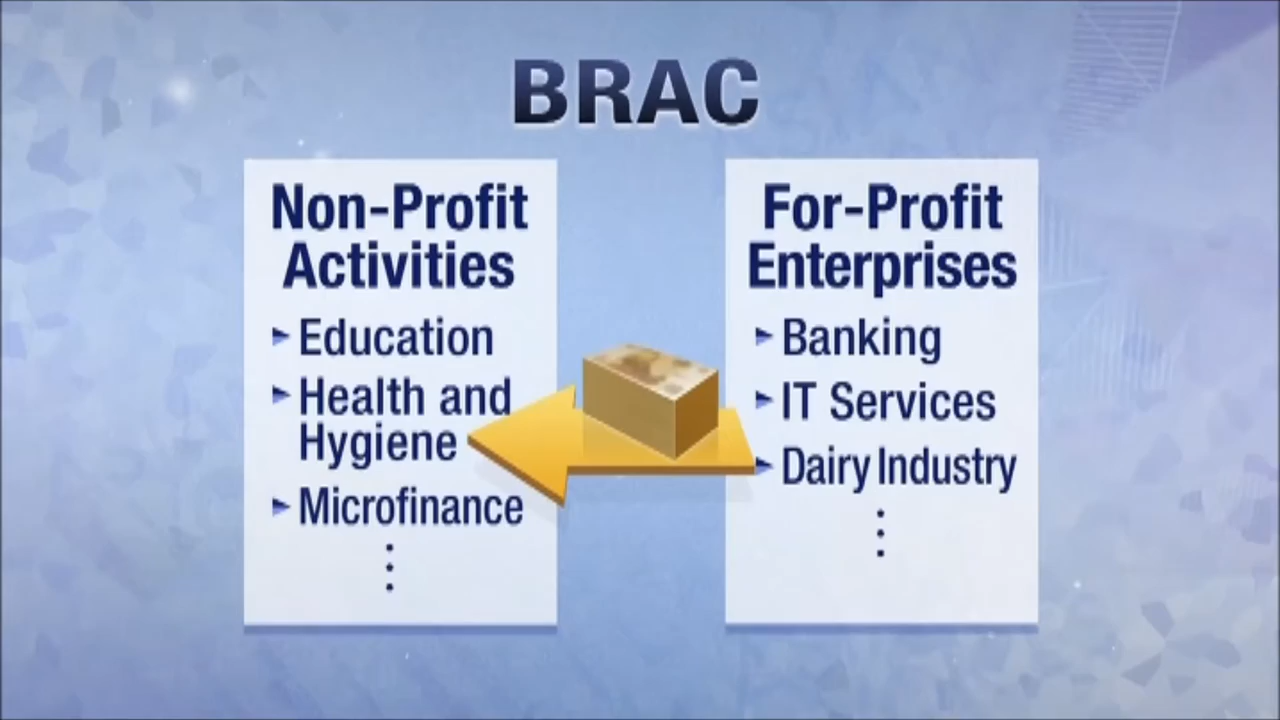 BRAC
Non-Profit
Activities
Education
Health and
Hygiene
Microfinance
For-Profit
Enterprises
Banking
IT Services
Dairy Industry